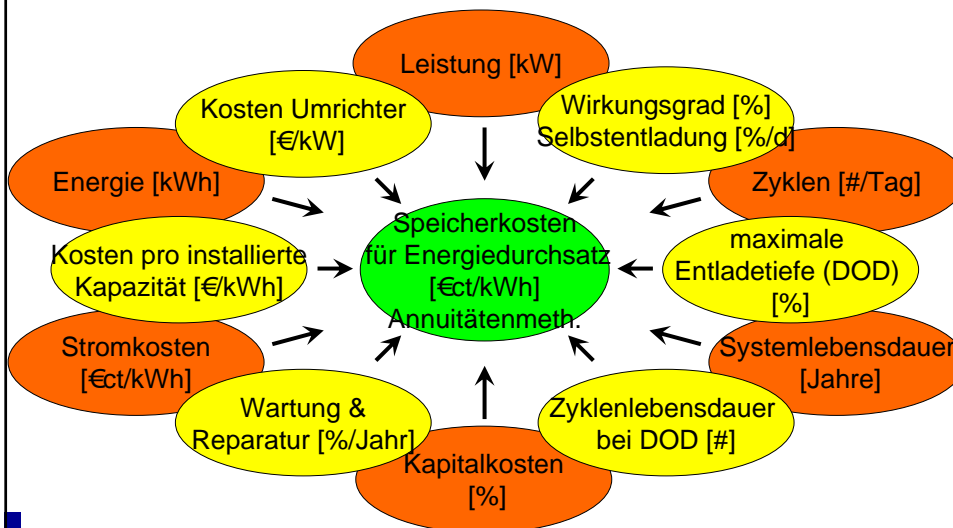 Leistung [kW]
Kosten Umrichter
[€/kW]
Wirkungsgrad [%]
Selbstentladung [%/d]
Energie [kWh]
Zyklen [#/Tag]
Speicherkosten
für Energiedurchsatz
[€ct/kWh]
Annuitätenmeth.
Kosten pro installierte
Kapazität [€/kWh]
maximale
Entladetiefe (DOD)
[%]
Stromkosten
[€ct/kWh]
Systemlebensdauer
[Jahre]
Wartung &
Reparatur [%/Jahr]
Zyklenlebensdauer
bei DOD [#]
Kapitalkosten
[%]